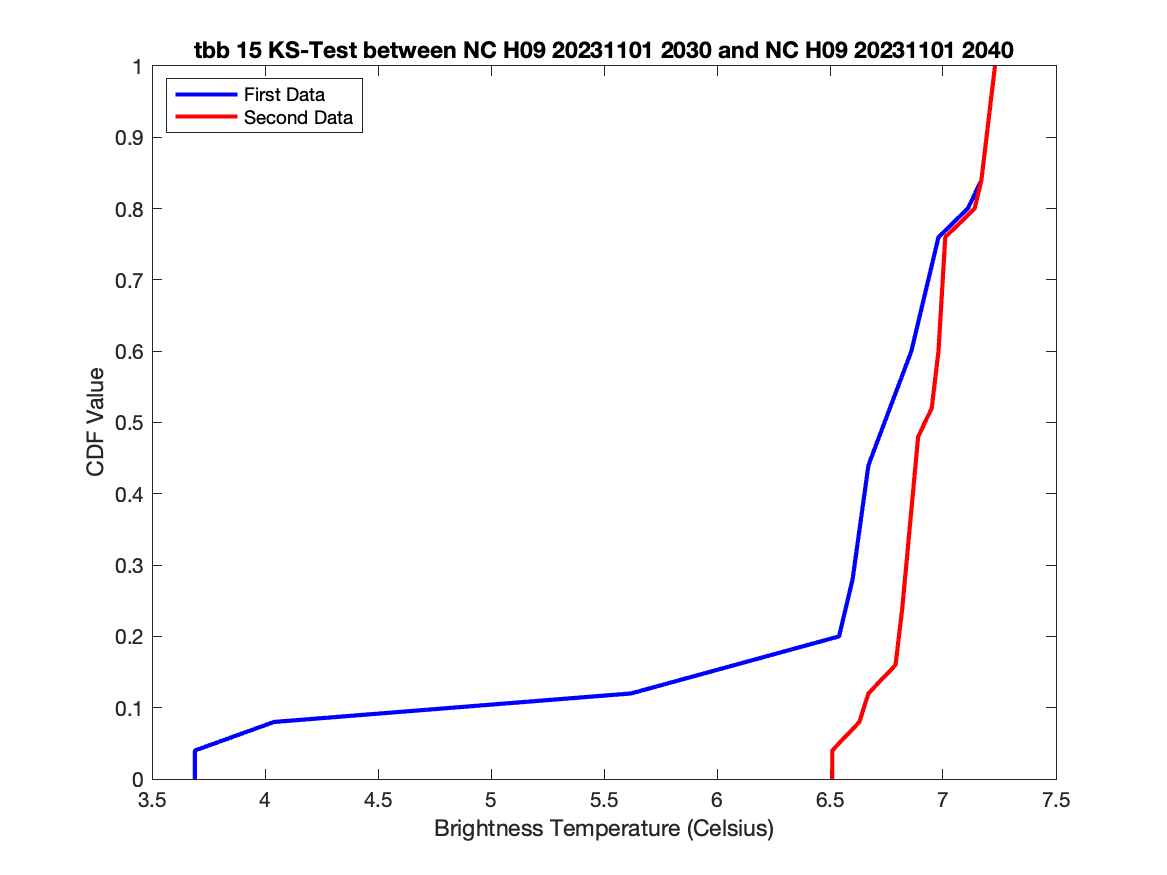 tbb 15 KS-Test between NC H09 20231101 2030 and NC H09 20231101 2040
First Data
Second Data
1
0.9
0.8
0.7
0.6
0.5
0.4
0.3
0.2
0.1
0
CDF Value
3.5 4 4.5 5 5.5 6 6.5 7 7.5
Brightness Temperature (Celsius)